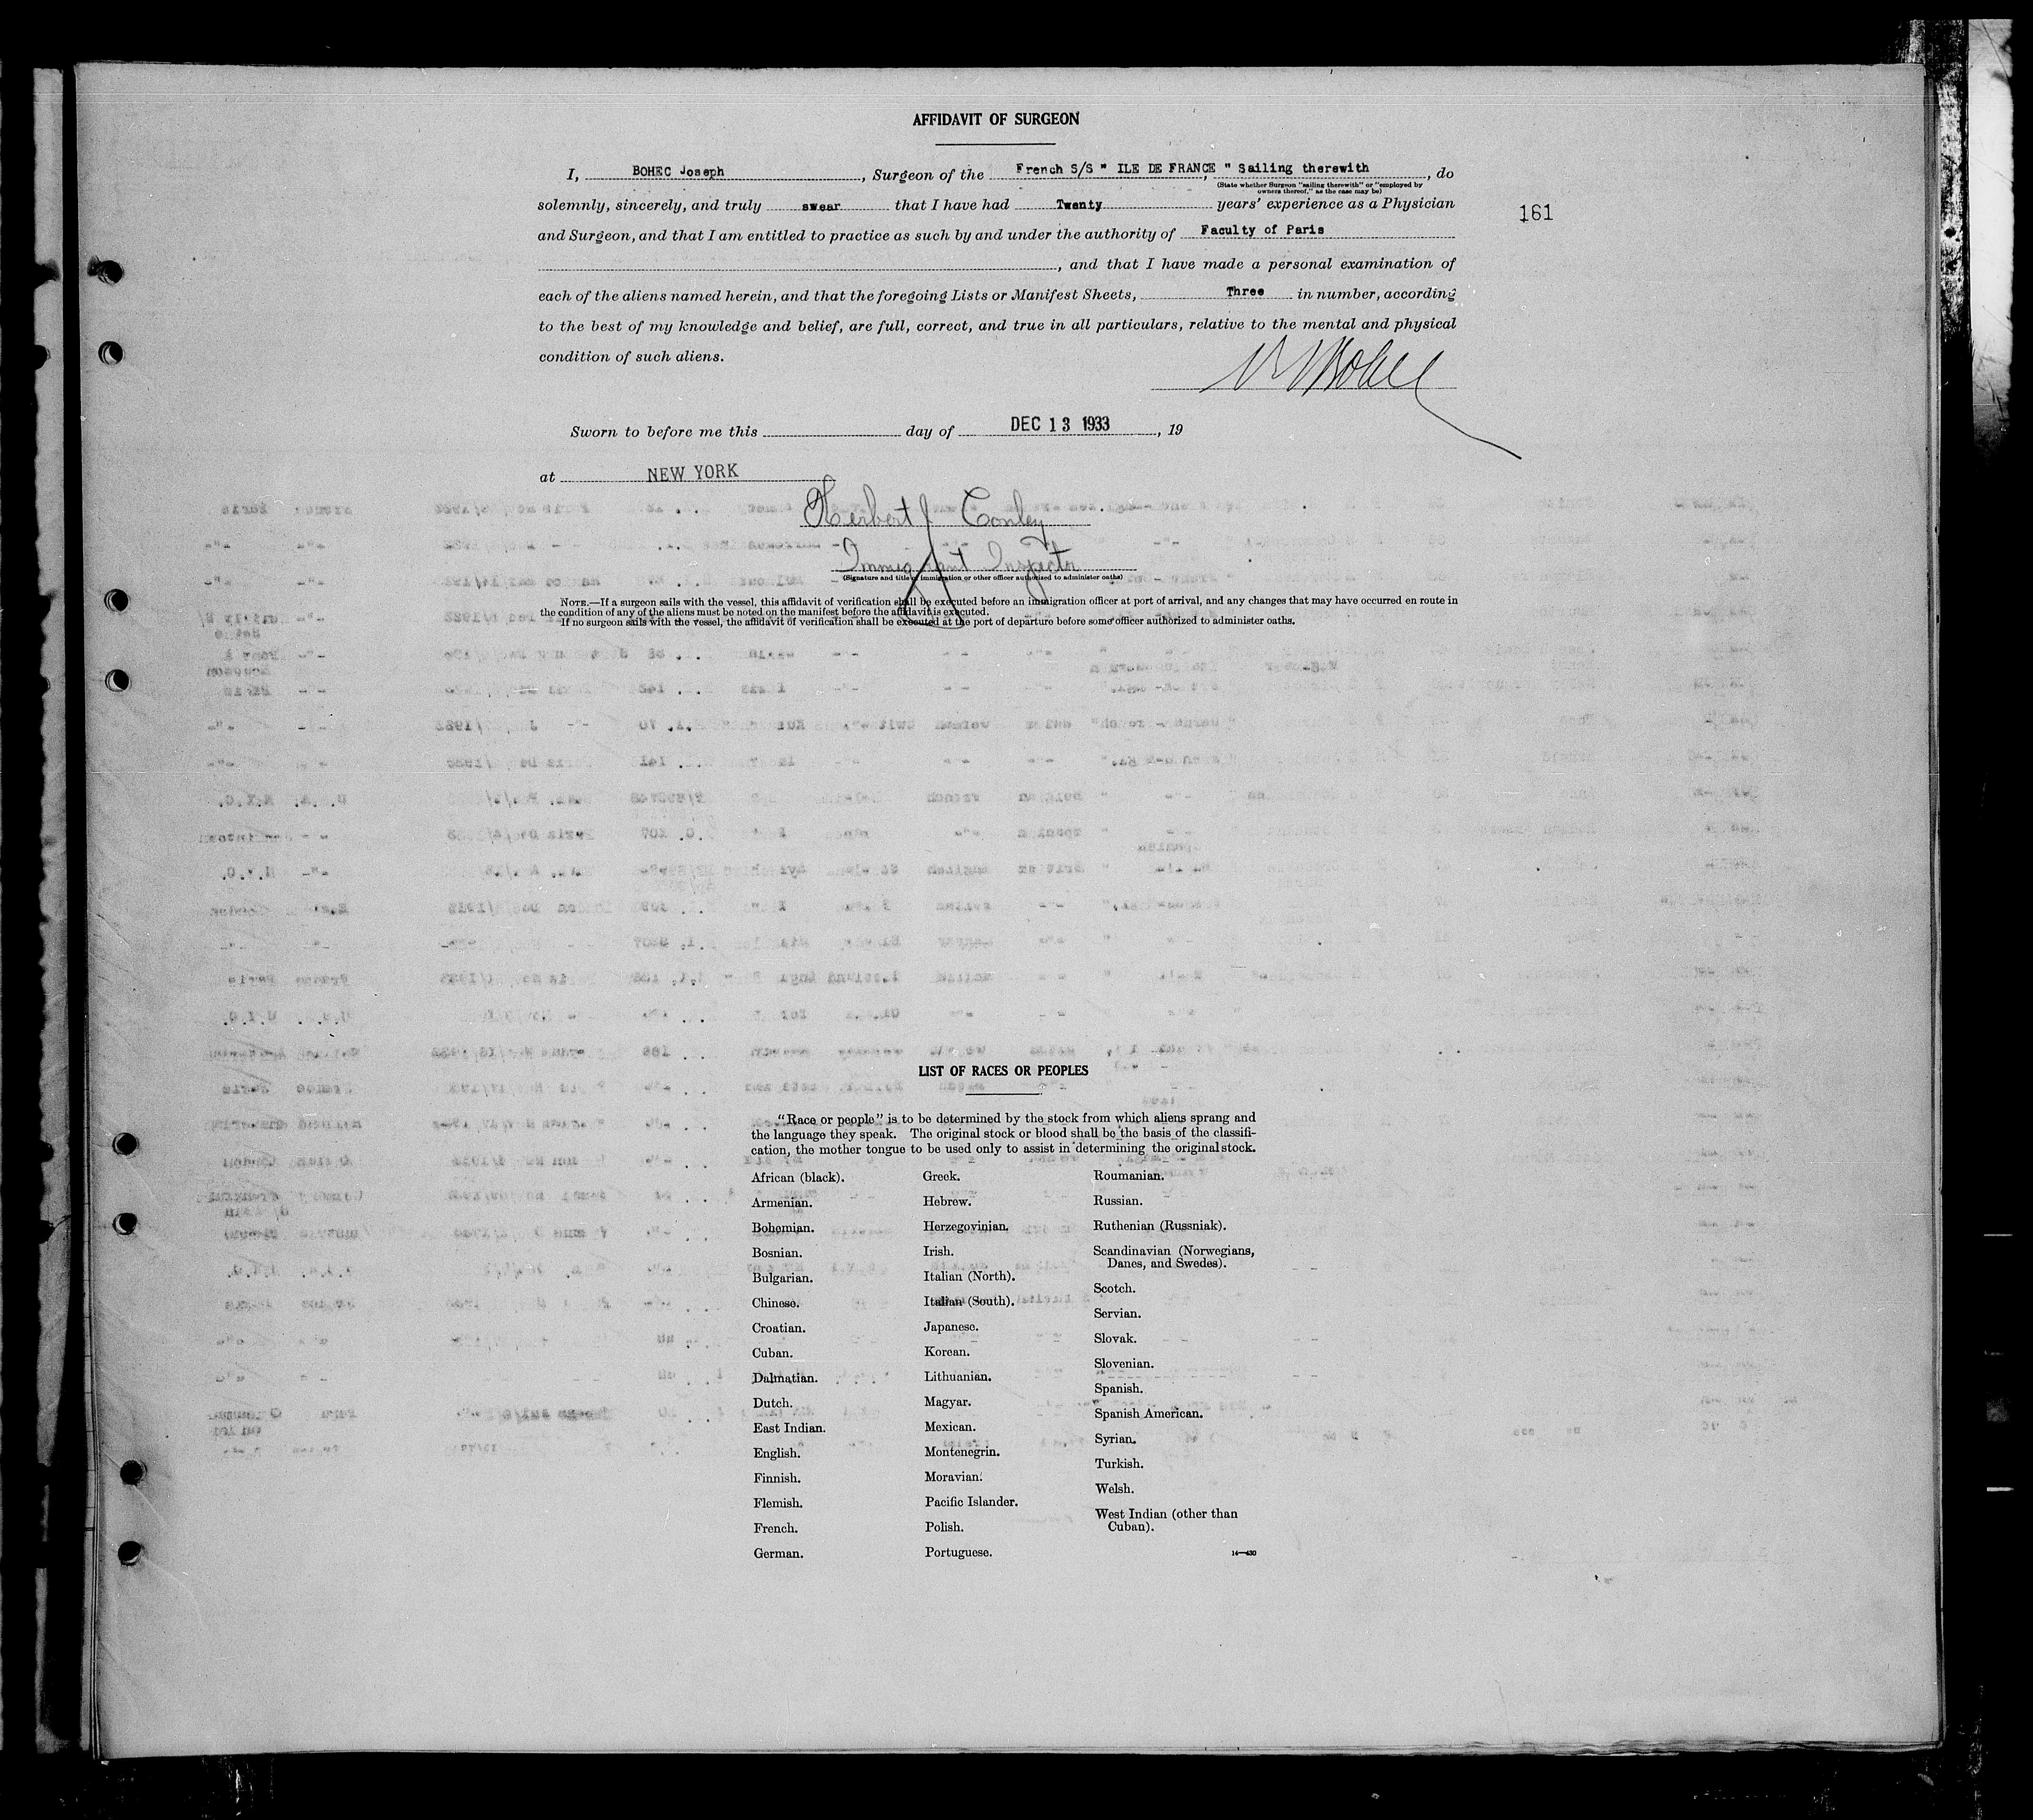 AFFIDAVIT OF SURGEON
I, BOHEC Joseph, Surgeon of the French S/S " ILE DE FRANCE ", Sailing therewith, do
(State whether Surgeon "sailing therewith" or "employed by
owners thereof," as the case may be)
solemnly, sincerely, and truly swear that I have had Twenty years' experience as a Physician
161
and Surgeon, and that I am entitled to practice as such by and under the authority of Faculty of Paris
, and that I have made a personal examination of
each of the aliens named herein, and that the foregoing Lists or Manifest Sheets, Three in number, according
to the best of my knowledge and belief, are full, correct, and true in all particulars, relative to the mental and physical
condition of such aliens.
Sworn to before me this day of DEC 13 1933, 19
at NEW YORK
Herbert J Conley
Immigrant Inspector
(Signature and title of immigration or other officer authorized to administer oaths)
NOTE.—If a surgeon sails with the vessel, this affidavit of verification shall be executed before an immigration officer at port of arrival, and any changes that may have occurred en route in
the condition of any of the aliens must be noted on the manifest before the affidavit is executed.
If no surgeon sails with the vessel, the affidavit of verification shall be executed at the port of departure before some officer authorized to administer oaths.
LIST OF RACES OR PEOPLES
"Race or people" is to be determined by the stock from which aliens sprang and
the language they speak. The original stock or blood shall be the basis of the classifi-
cation, the mother tongue to be used only to assist in determining the original stock.
African (black).
Armenian.
Bohemian.
Bosnian.
Bulgarian.
Chinese.
Croatian.
Cuban.
Dalmatian.
Dutch.
East Indian.
English.
Finnish.
Flemish.
French.
German.
Greek.
Hebrew.
Herzegovinian.
Irish.
Italian (North).
Italian (South).
Japanese.
Korean.
Lithuanian.
Magyar.
Mexican.
Montenegrin.
Moravian.
Pacific Islander.
Polish.
Portuguese.
Roumanian.
Russian.
Ruthenian (Russniak).
Scandinavian (Norwegians,
Danes, and Swedes).
Scotch.
Servian.
Slovak.
Slovenian.
Spanish.
Spanish American.
Syrian.
Turkish.
Welsh.
West Indian (other than
Cuban).
14—430